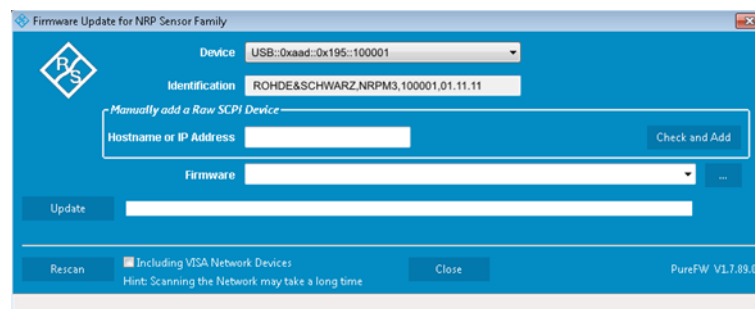 Firmware Update for NRP Sensor Family
R
S
Device USB::0xaad::0x195::100001
Identification ROHDE&SCHWARZ,NRPM3,100001,01.11.11
Manually add a Raw SCPI Device
Hostname or IP Address Check and Add
Firmware ...
Update
Rescan Including VISA Network Devices Close PureFW V1.7.89.0
Hint: Scanning the Network may take a long time